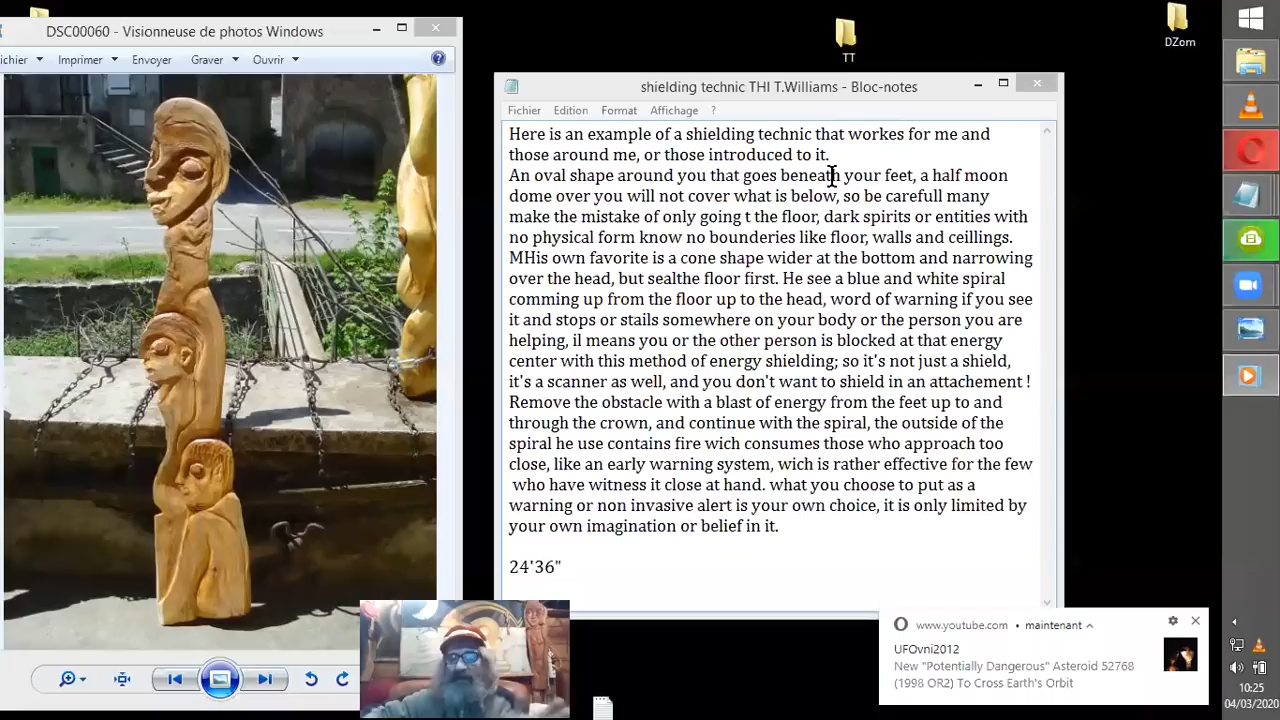 DSC00060 - Visionneuse de photos Windows
ichier Imprimer Envoyer Graver Ouvrir
TT
DZom
shielding technic THI T.Williams - Bloc-notes
Fichier Edition Format Affichage ?
Here is an example of a shielding technic that workes for me and
those around me, or those introduced to it.
An oval shape around you that goes beneath your feet, a half moon
dome over you will not cover what is below, so be carefull many
make the mistake of only going t the floor, dark spirits or entities with
no physical form know no bounderies like floor, walls and ceillings.
MHis own favorite is a cone shape wider at the bottom and narrowing
over the head, but sealthe floor first. He see a blue and white spiral
comming up from the floor up to the head, word of warning if you see
it and stops or stails somewhere on your body or the person you are
helping, il means you or the other person is blocked at that energy
center with this method of energy shielding; so it's not just a shield,
it's a scanner as well, and you don't want to shield in an attachement !
Remove the obstacle with a blast of energy from the feet up to and
through the crown, and continue with the spiral, the outside of the
spiral he use contains fire wich consumes those who approach too
close, like an early warning system, wich is rather effective for the few
who have witness it close at hand. what you choose to put as a
warning or non invasive alert is your own choice, it is only limited by
your own imagination or belief in it.
24'36"
www.youtube.com • maintenant
UFOvni2012
New "Potentially Dangerous" Asteroid 52768
(1998 OR2) To Cross Earth's Orbit
10:25
04/03/2020